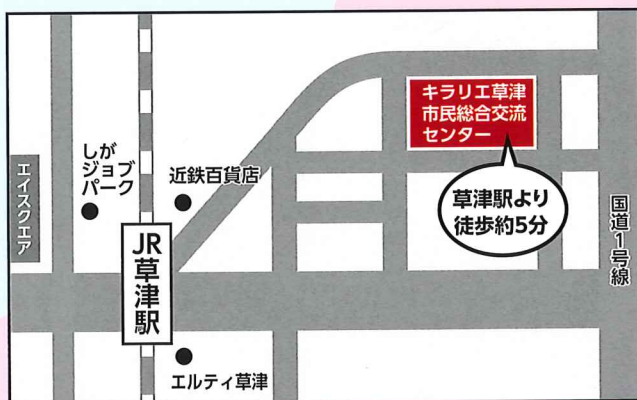 キラリエ草津
市民総合交流
センター
しが
ジョブ
パーク
近鉄百貨店
エイスクエア
草津駅より
徒歩約5分
国道1号線
JR草津駅
エルティ草津